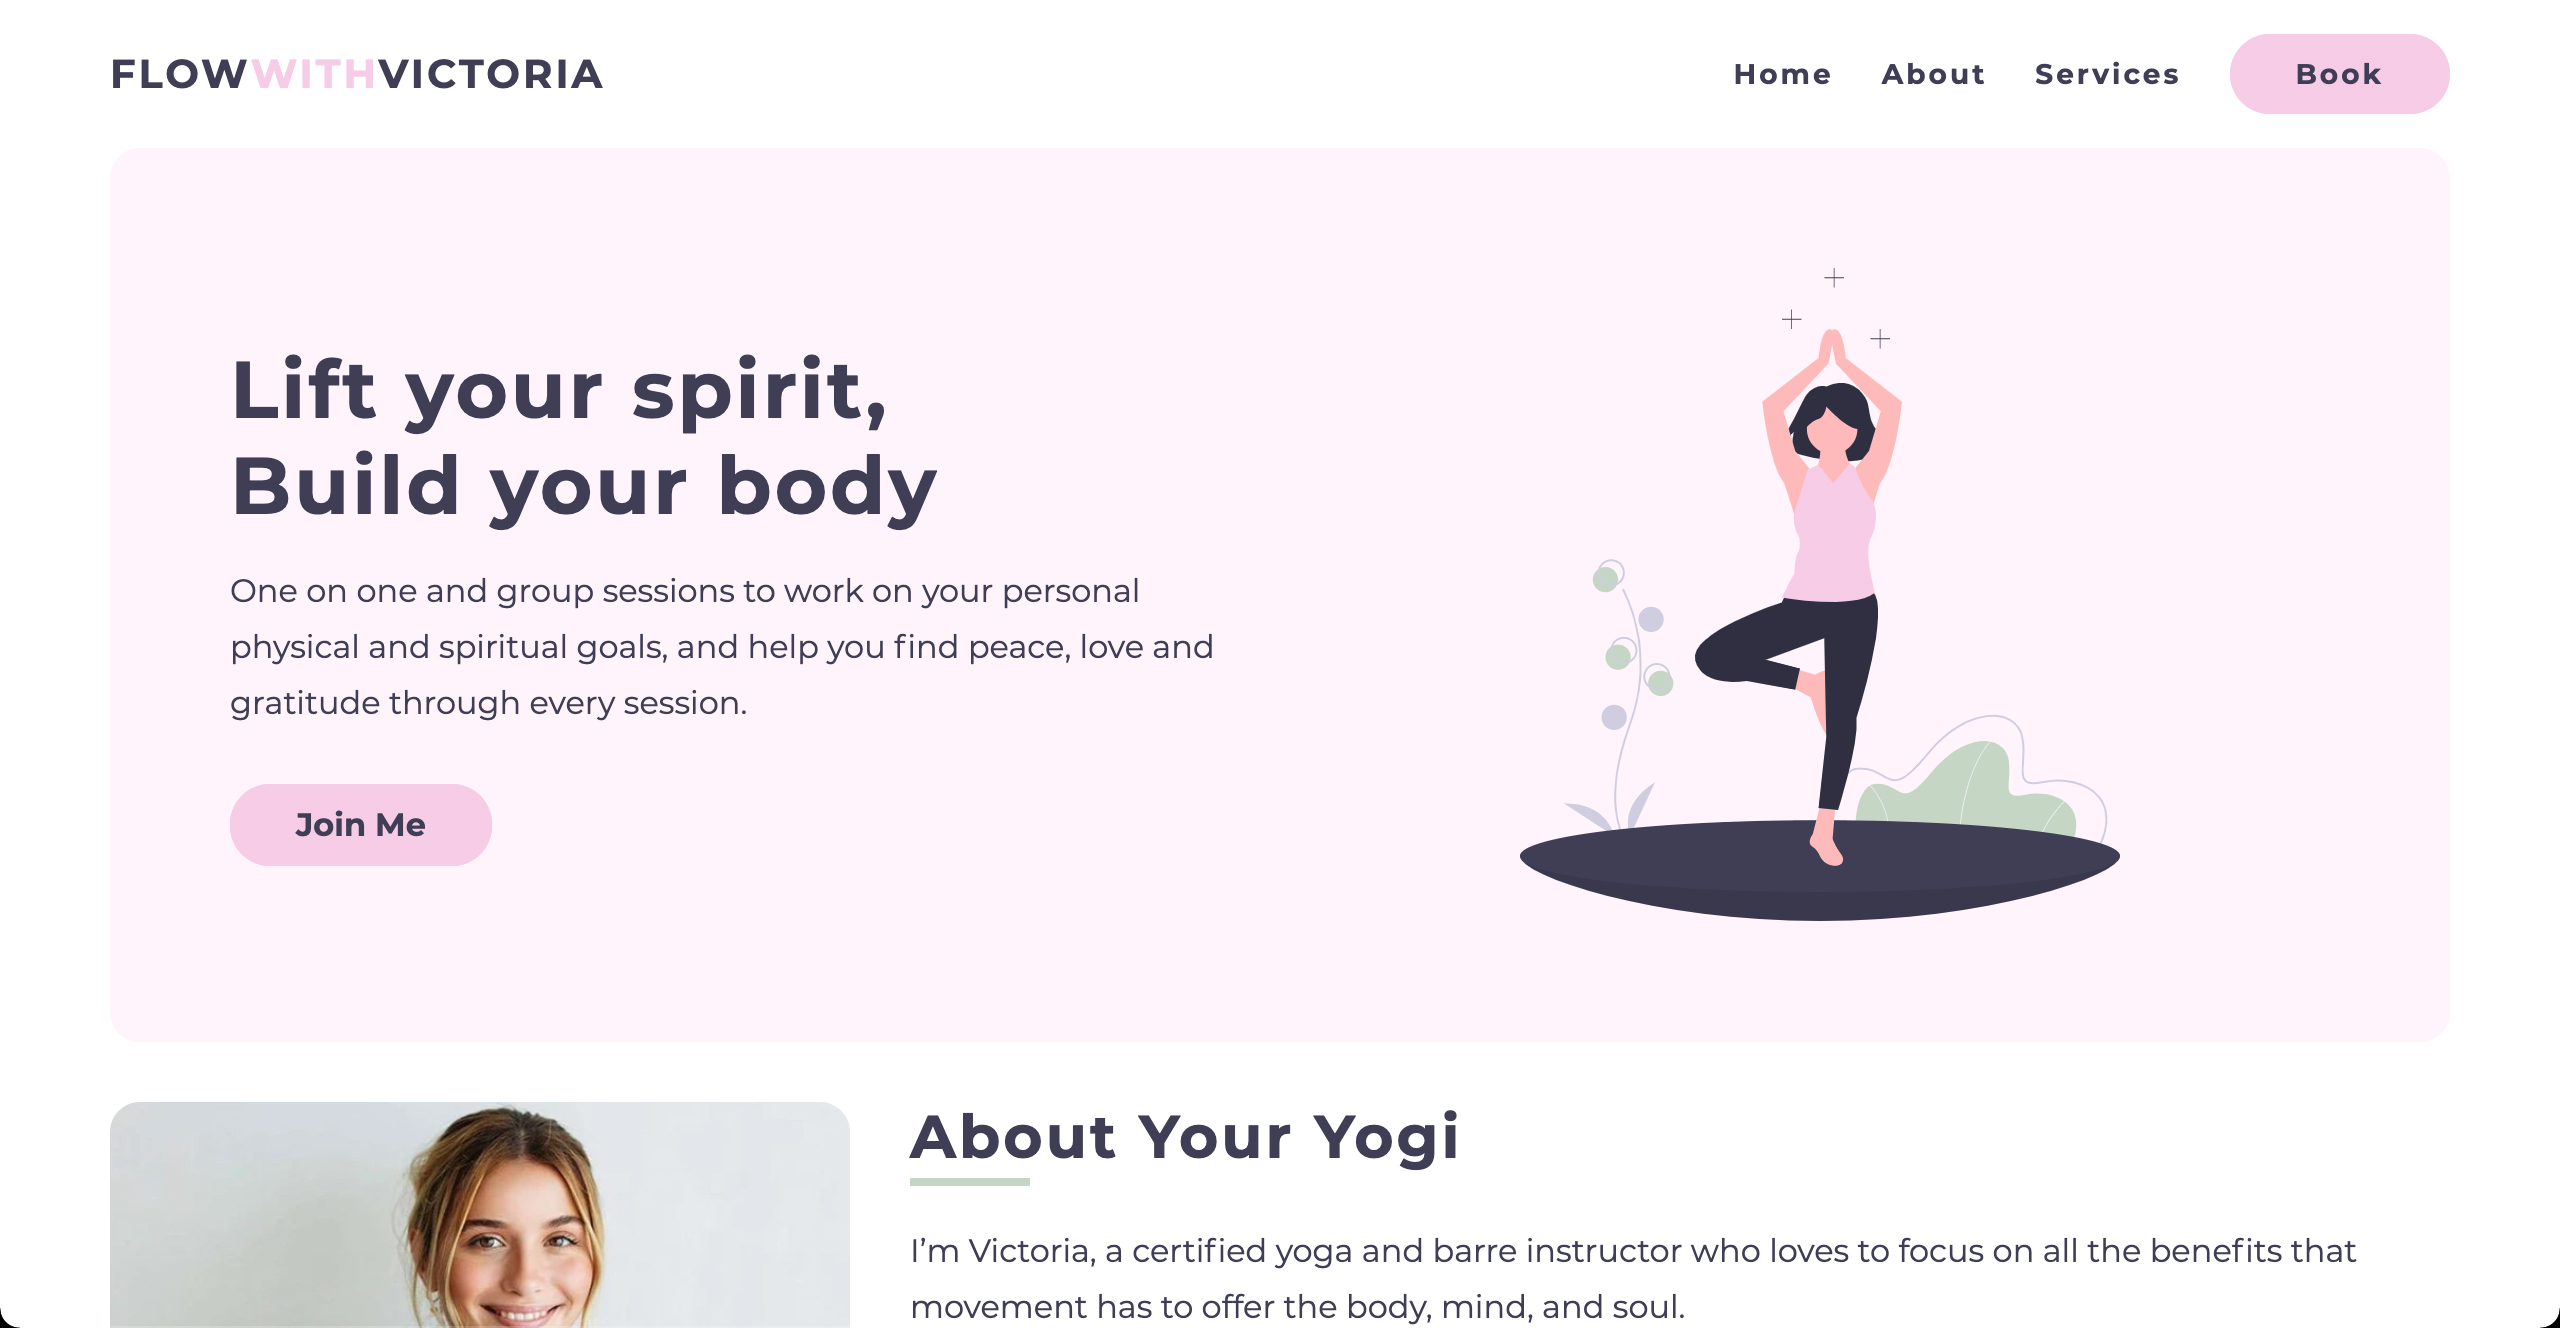 FLOWWITHVICTORIA
Home About Services Book
Lift your spirit,
Build your body
One on one and group sessions to work on your personal
physical and spiritual goals, and help you find peace, love and
gratitude through every session.
Join Me
About Your Yogi
I’m Victoria, a certified yoga and barre instructor who loves to focus on all the benefits that
movement has to offer the body, mind, and soul.